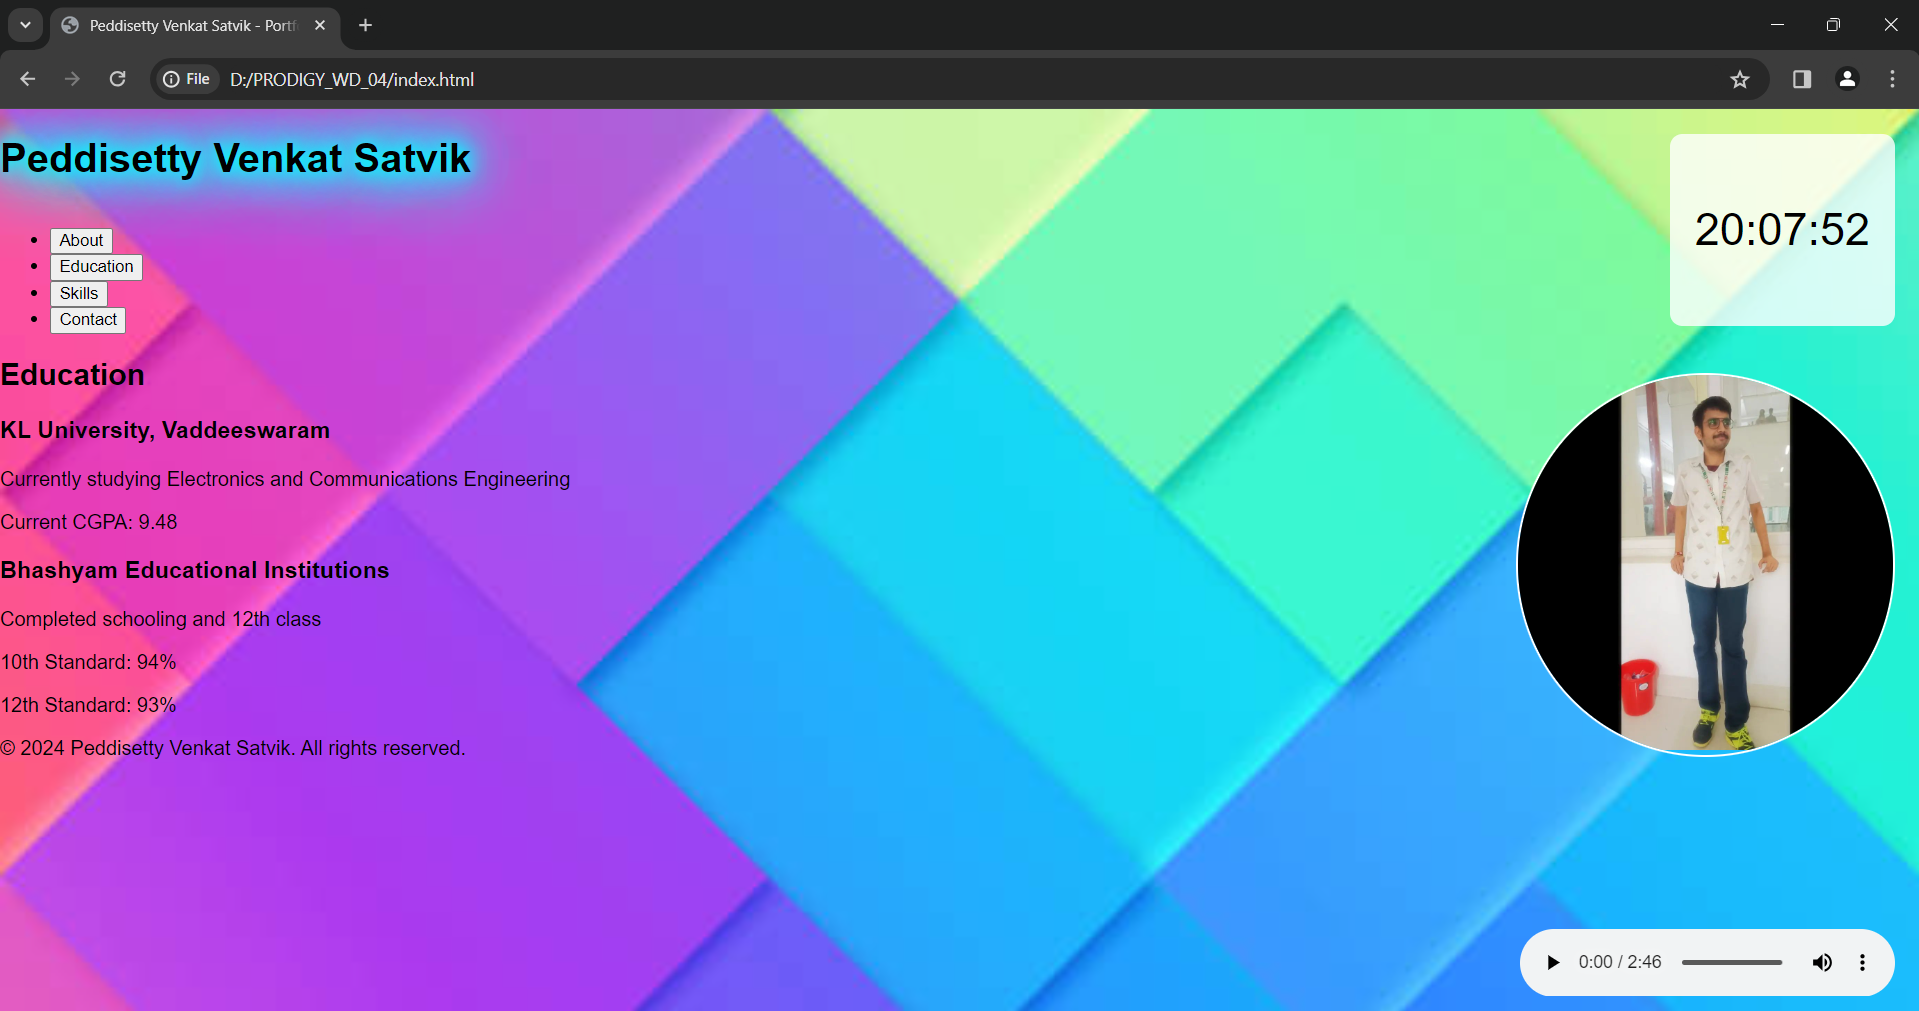 Peddisetty Venkat Satvik - Portf
File
D:/PRODIGY_WD_04/index.html
Peddisetty Venkat Satvik
20:07:52
About
Education
Skills
Contact
Education
KL University, Vaddeeswaram
Currently studying Electronics and Communications Engineering
Current CGPA: 9.48
Bhashyam Educational Institutions
Completed schooling and 12th class
10th Standard: 94%
12th Standard: 93%
© 2024 Peddisetty Venkat Satvik. All rights reserved.
0:00 / 2:46